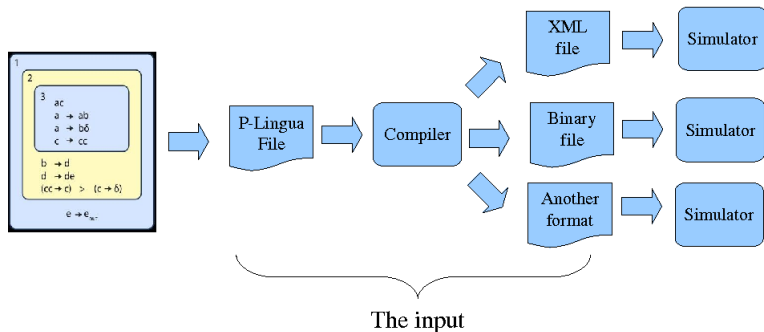 1
2
3
ac
a → ab
a → bδ
c → cc
b → d
d → de
(cc → c) > (c → δ)
P-Lingua
File
Compiler
XML
file
Simulator
Binary
file
Simulator
Another
format
Simulator
The input